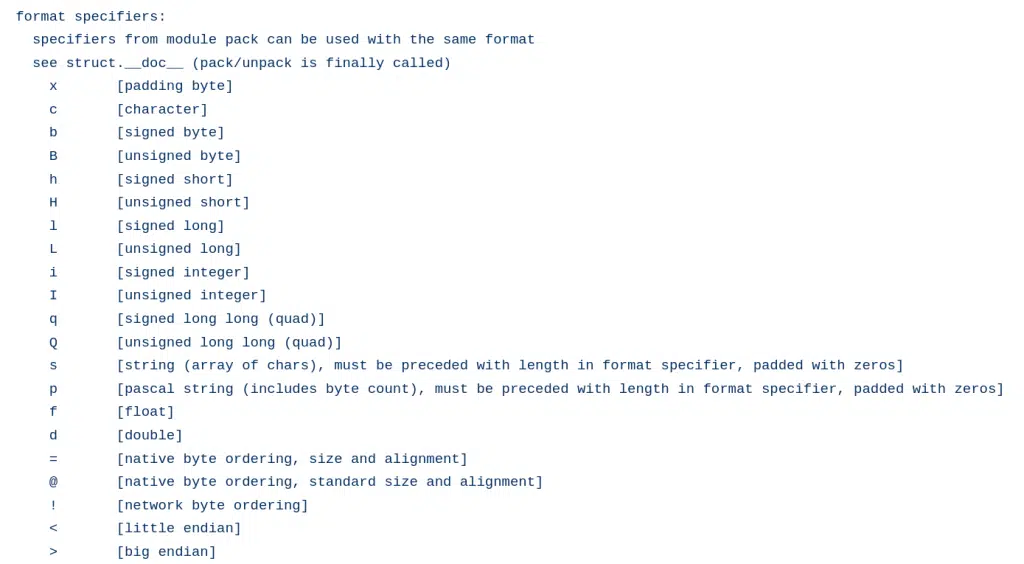 format specifiers:
specifiers from module pack can be used with the same format
see struct.__doc__ (pack/unpack is finally called)
x [padding byte]
c [character]
b [signed byte]
B [unsigned byte]
h [signed short]
H [unsigned short]
l [signed long]
L [unsigned long]
i [signed integer]
I [unsigned integer]
q [signed long long (quad)]
Q [unsigned long long (quad)]
s [string (array of chars), must be preceded with length in format specifier, padded with zeros]
p [pascal string (includes byte count), must be preceded with length in format specifier, padded with zeros]
f [float]
d [double]
= [native byte ordering, size and alignment]
@ [native byte ordering, standard size and alignment]
! [network byte ordering]
< [little endian]
> [big endian]